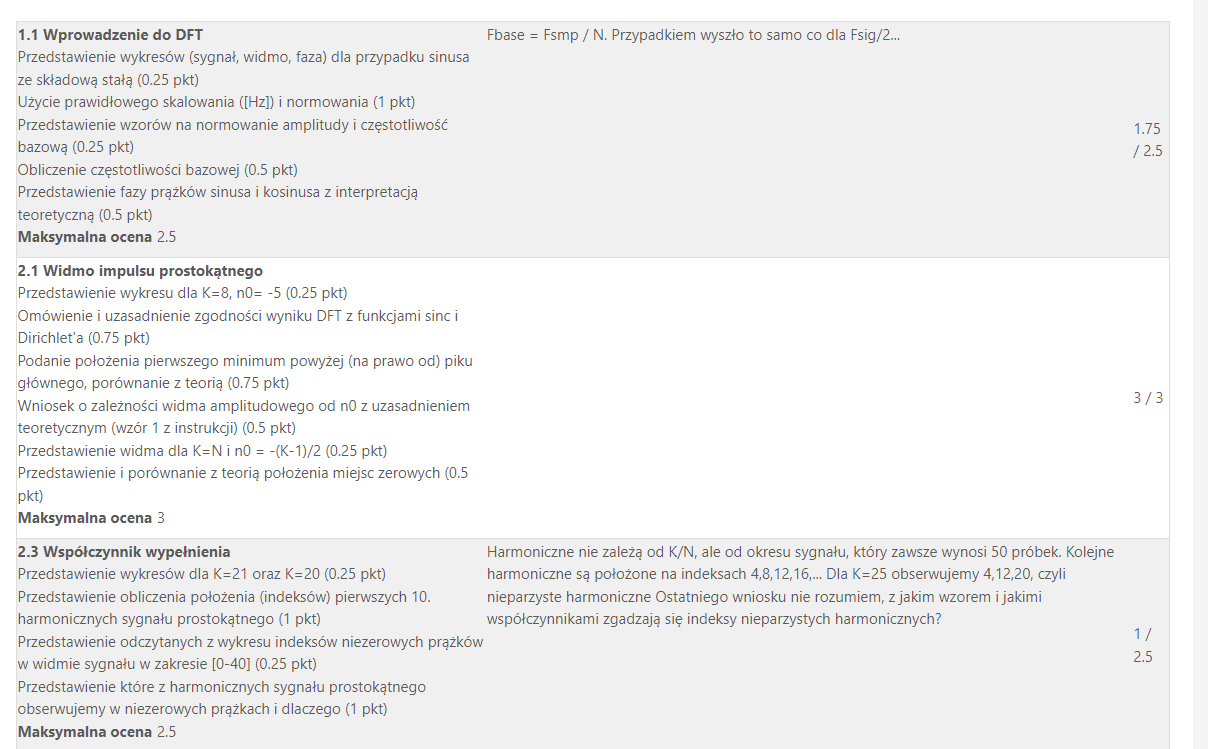 1.1 Wprowadzenie do DFT
Przedstawienie wykresów (sygnał, widmo, faza) dla przypadku sinusa
ze składową stałą (0.25 pkt)
Użycie prawidłowego skalowania ([Hz]) i normowania (1 pkt)
Przedstawienie wzorów na normowanie amplitudy i częstotliwość
bazową (0.25 pkt)
Obliczenie częstotliwości bazowej (0.5 pkt)
Przedstawienie fazy prążków sinusa i kosinusa z interpretacją
teoretyczną (0.5 pkt)
Maksymalna ocena 2.5
Fbase = Fsmp / N. Przypadkiem wyszło to samo co dla Fsig/2...
1.75
/ 2.5
2.1 Widmo impulsu prostokątnego
Przedstawienie wykresu dla K=8, n0= -5 (0.25 pkt)
Omówienie i uzasadnienie zgodności wyniku DFT z funkcjami sinc i
Dirichlet'a (0.75 pkt)
Podanie położenia pierwszego minimum powyżej (na prawo od) piku
głównego, porównanie z teorią (0.75 pkt)
Wniosek o zależności widma amplitudowego od n0 z uzasadnieniem
teoretycznym (wzór 1 z instrukcji) (0.5 pkt)
Przedstawienie widma dla K=N i n0 = -(K-1)/2 (0.25 pkt)
Przedstawienie i porównanie z teorią położenia miejsc zerowych (0.5
pkt)
Maksymalna ocena 3
3 / 3
2.3 Współczynnik wypełnienia
Przedstawienie wykresów dla K=21 oraz K=20 (0.25 pkt)
Przedstawienie obliczenia położenia (indeksów) pierwszych 10.
harmonicznych sygnału prostokątnego (1 pkt)
Przedstawienie odczytanych z wykresu indeksów niezerowych prążków
w widmie sygnału w zakresie [0-40] (0.25 pkt)
Przedstawienie które z harmonicznych sygnału prostokątnego
obserwujemy w niezerowych prążkach i dlaczego (1 pkt)
Maksymalna ocena 2.5
Harmoniczne nie zależą od K/N, ale od okresu sygnału, który zawsze wynosi 50 próbek. Kolejne
harmoniczne są położone na indeksach 4,8,12,16,... Dla K=25 obserwujemy 4,12,20, czyli
nieparzyste harmoniczne Ostatniego wniosku nie rozumiem, z jakim wzorem i jakimi
współczynnikami zgadzają się indeksy nieparzystych harmonicznych?
1 /
2.5